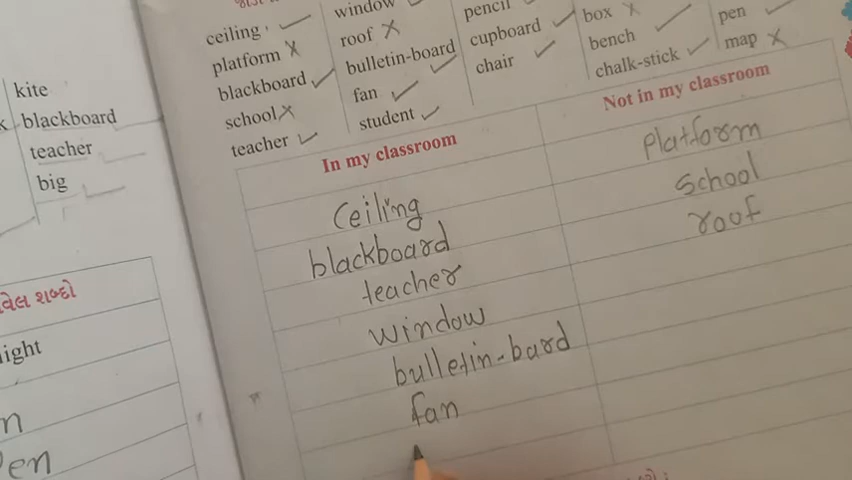 kite
blackboard
teacher
big
ceiling
platform
blackboard
school
teacher
window
roof
bulletin-board
fan
student
pencil
cupboard
chair
box
bench
chalk-stick
pen
map
In my classroom
Not in my classroom
Ceiling
blackboard
teacher
window
bulletin-bard
fan
Platform
School
roof
શબ્દો